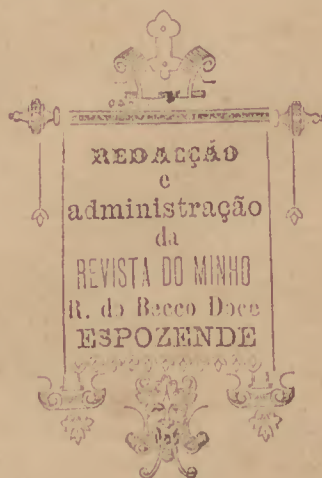 REDACÇÃO
e
administração
da
REVISTA DO MINHO
R. do Becco Doce
ESPOZENDE